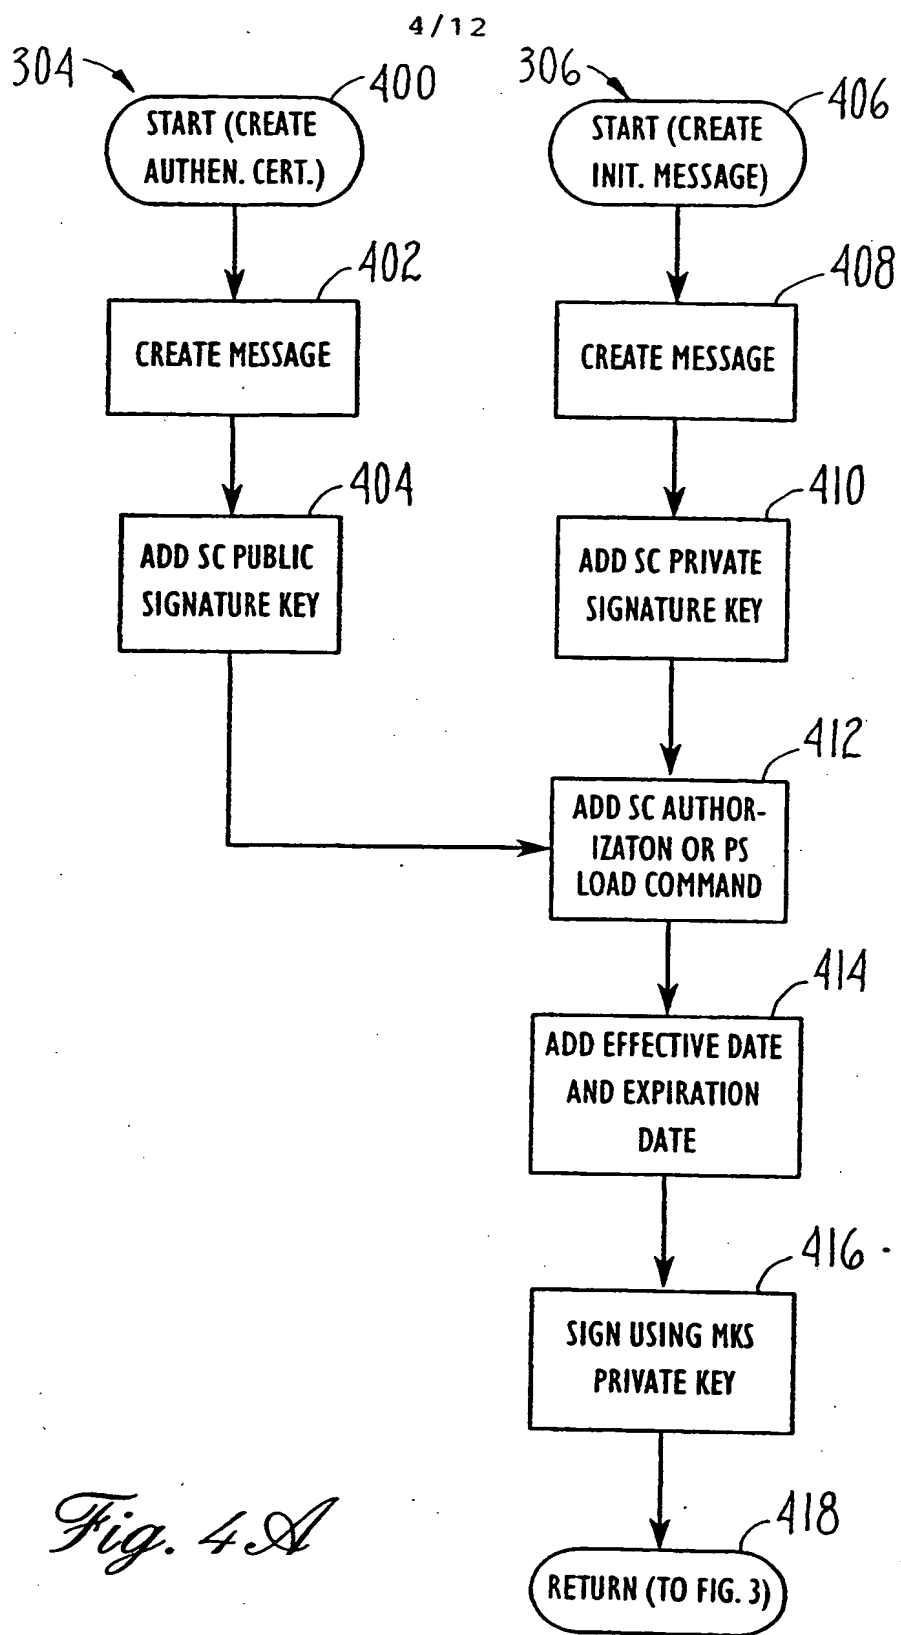 4/12
304
400
START (CREATE
AUTHEN. CERT.)
402
CREATE MESSAGE
404
ADD SC PUBLIC
SIGNATURE KEY
306
406
START (CREATE
INIT. MESSAGE)
408
CREATE MESSAGE
410
ADD SC PRIVATE
SIGNATURE KEY
412
ADD SC AUTHOR-
IZATON OR PS
LOAD COMMAND
414
ADD EFFECTIVE DATE
AND EXPIRATION
DATE
416
SIGN USING MKS
PRIVATE KEY
418
RETURN (TO FIG. 3)
Fig. 4A